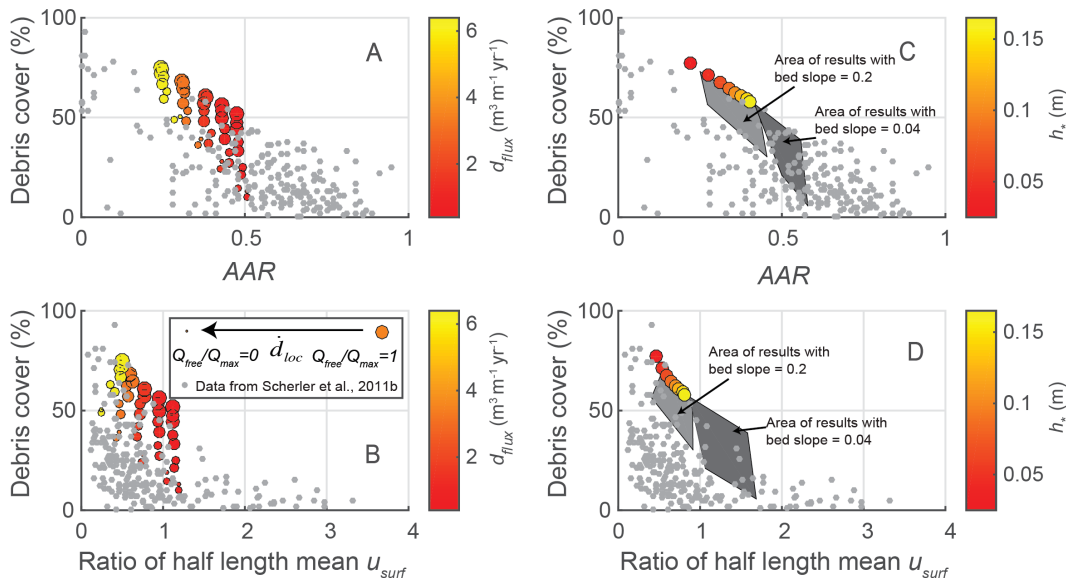 100
50
0
Debris cover (%)
A
0
0.5
1
AAR
6
4
2
d_flux (m³ m⁻¹ yr⁻¹)
100
50
0
Debris cover (%)
C
Area of results with
bed slope = 0.2
Area of results with
bed slope = 0.04
0
0.5
1
AAR
0.15
0.1
0.05
h_* (m)
100
50
0
Debris cover (%)
B
Q_free/Q_max=0 ḋ_loc Q_free/Q_max=1
Data from Scherler et al., 2011b
0
1
2
3
4
Ratio of half length mean u_surf
6
4
2
d_flux (m³ m⁻¹ yr⁻¹)
100
50
0
Debris cover (%)
D
Area of results with
bed slope = 0.2
Area of results with
bed slope = 0.04
0
1
2
3
4
Ratio of half length mean u_surf
0.15
0.1
0.05
h_* (m)